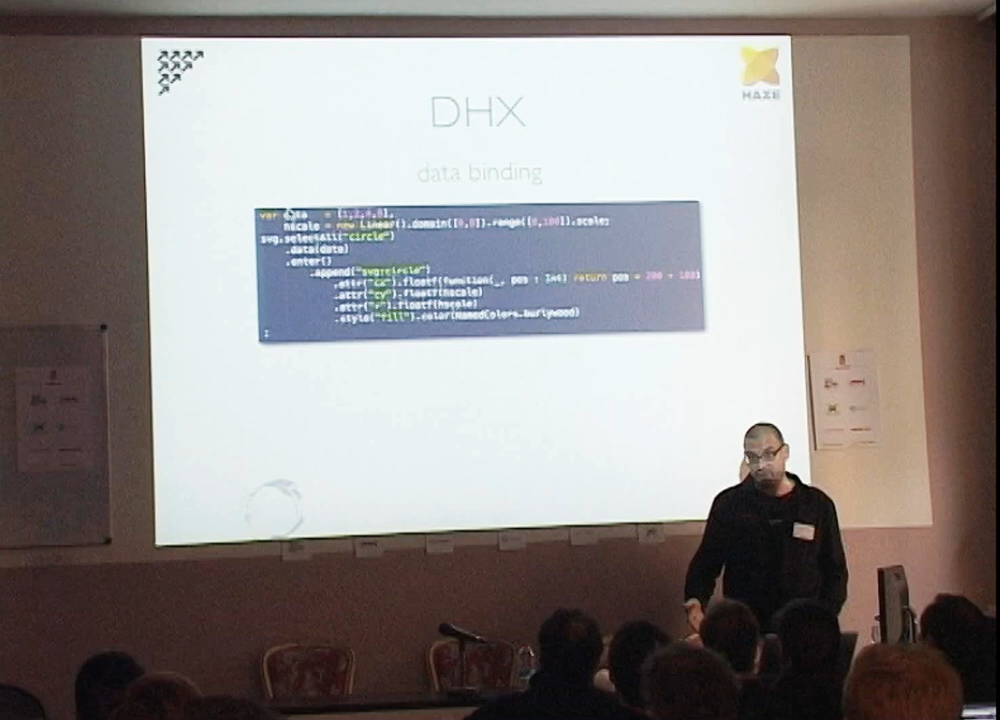 HAXE
DHX
data binding
var data = [1,2,4,8],
hscale = new Linear().domain([0,8]).range([0,100]).scale;
svg.selectAll("circle")
.data(data)
.enter()
.append("svg:circle")
.attr("cx").floatf(function(_, pos : Int) return pos * 200 + 100)
.attr("cy").floatf(hscale)
.attr("r").floatf(hscale)
.style("fill").color(NamedColors.burlywood)
;